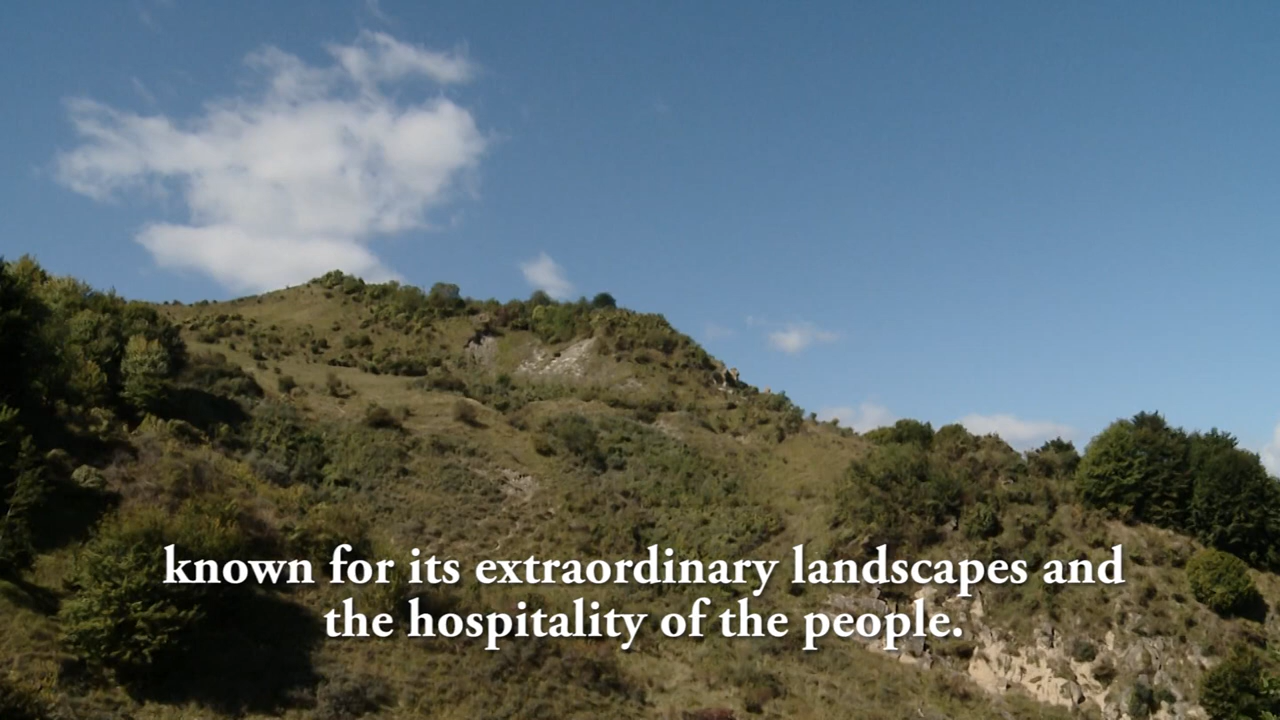 known for its extraordinary landscapes and
the hospitality of the people.